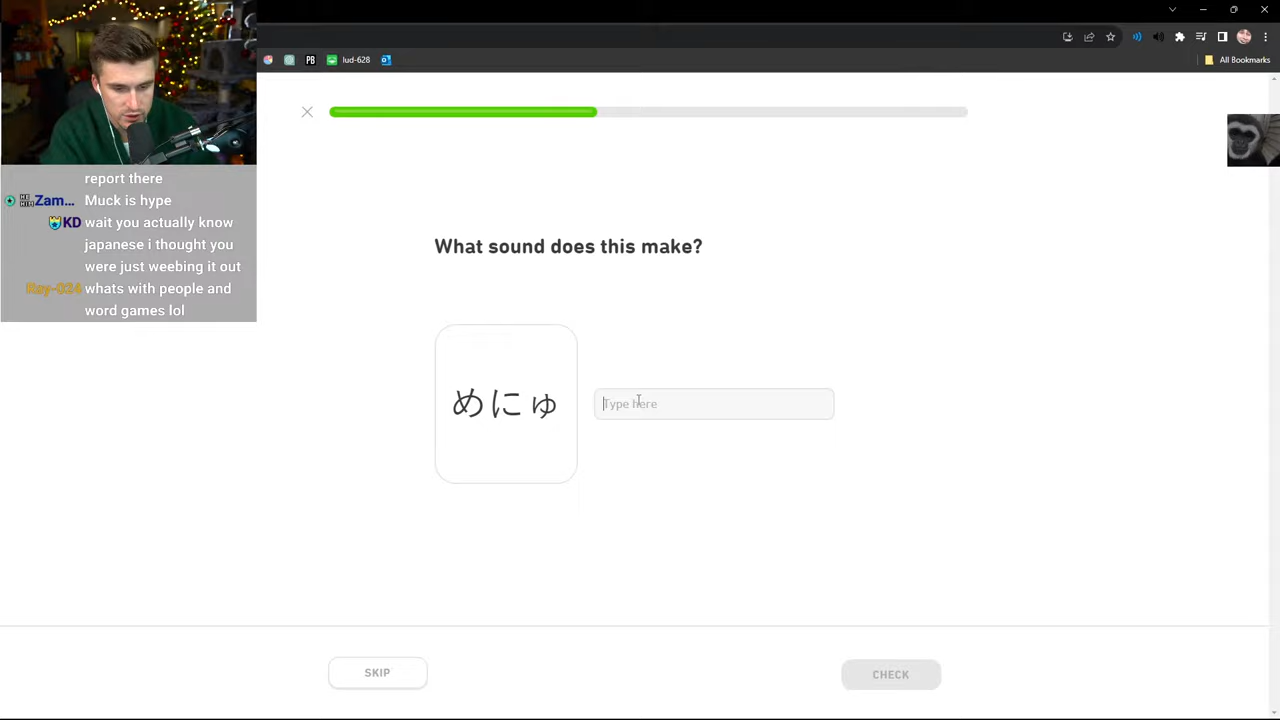 PB
lud-628
All Bookmarks
report there
Zam... Muck is hype
KD wait you actually know
japanese i thought you
were just weebing it out
whats with people and
word games lol
What sound does this make?
めにゅ
Type here
SKIP
CHECK